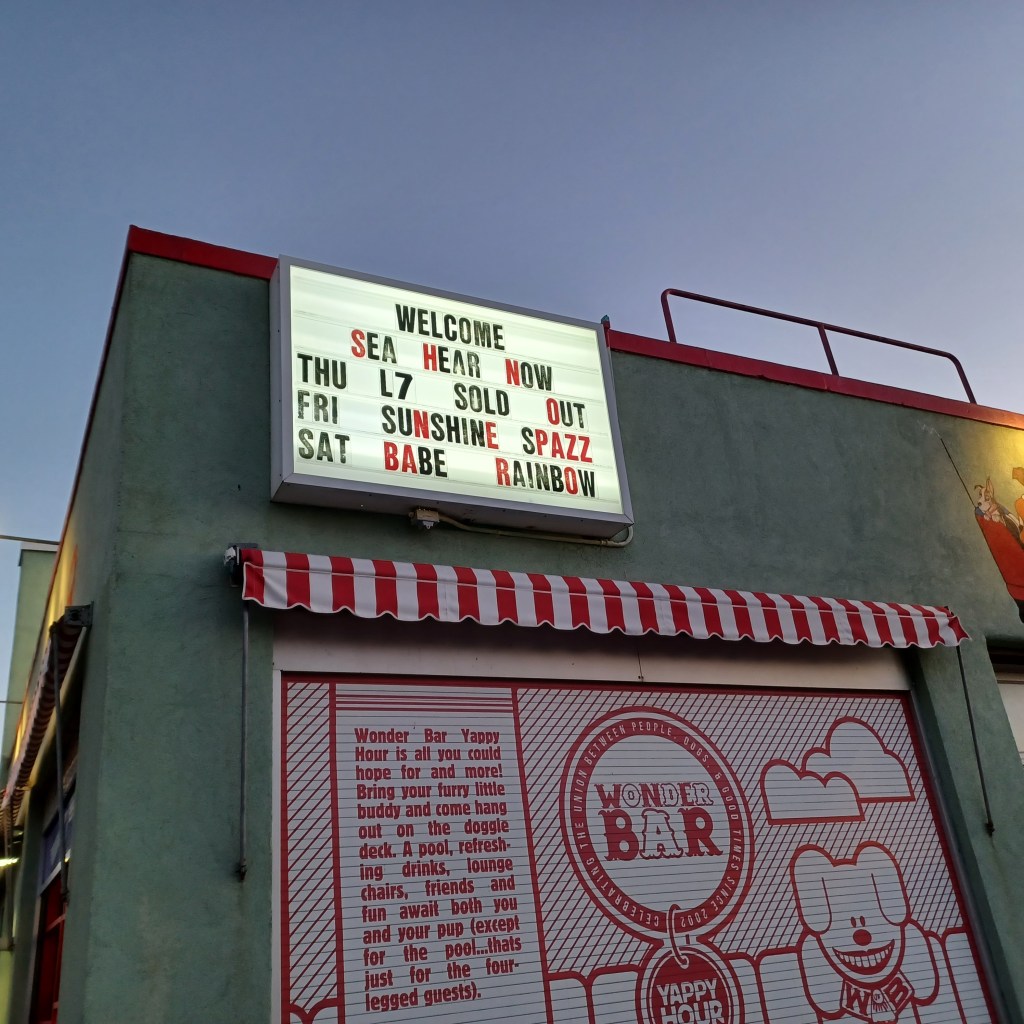 WELCOME
SEA HEAR NOW
THU L7 SOLD OUT
FRI SUNSHINE SPAZZ
SAT BABE RAINBOW
Wonder Bar Yappy
Hour is all you could
hope for and more!
Bring your furry little
buddy and come hang
out on the doggie
deck. A pool, refresh-
ing drinks, lounge
chairs, friends and
fun await both you
and your pup (except
for the pool...thats
just for the four-
legged guests).
CELEBRATING THE UNION BETWEEN PEOPLE, DOGS, & GOOD TIMES SINCE 2002
WONDER
BAR
YAPPY
HOUR
WB